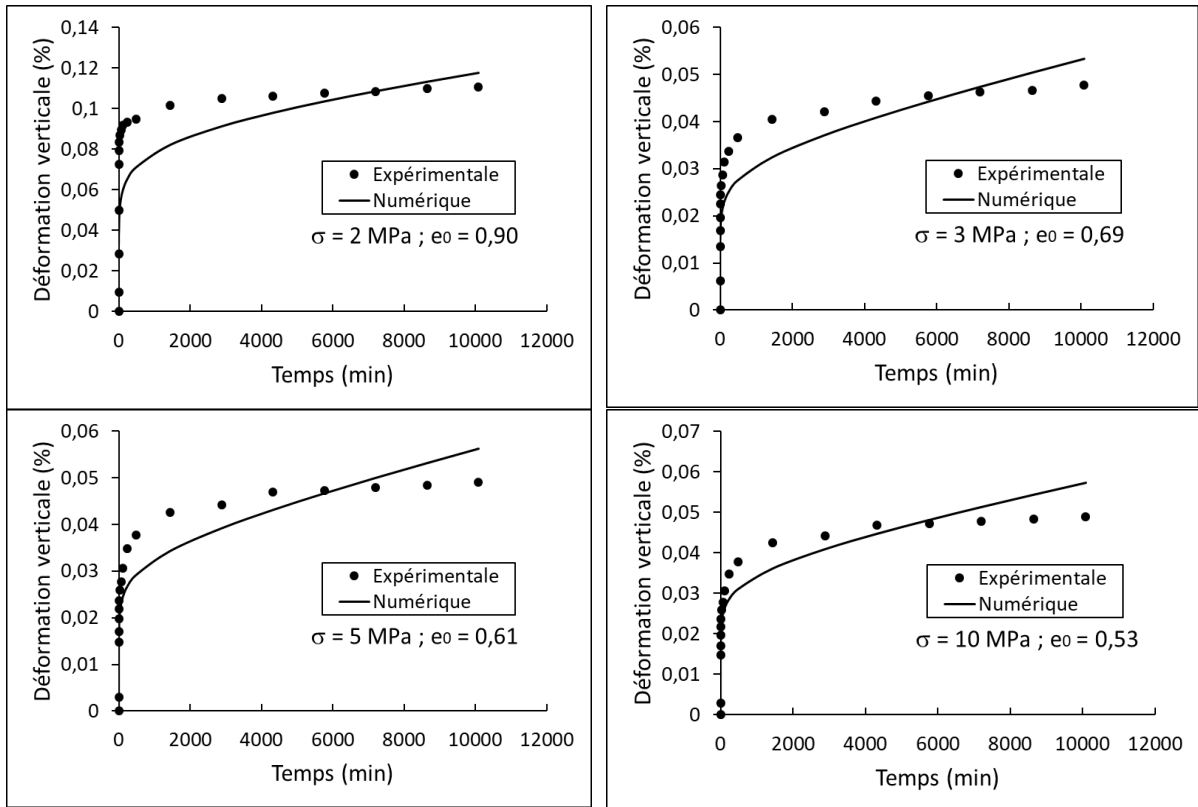 Déformation verticale (%)
0,14
0,12
0,1
0,08
0,06
0,04
0,02
0
Expérimentale
Numérique
σ = 2 MPa ; e0 = 0,90
0 2000 4000 6000 8000 10000 12000
Temps (min)
Déformation verticale (%)
0,06
0,05
0,04
0,03
0,02
0,01
0
Expérimentale
Numérique
σ = 3 MPa ; e0 = 0,69
0 2000 4000 6000 8000 10000 12000
Temps (min)
Déformation verticale (%)
0,06
0,05
0,04
0,03
0,02
0,01
0
Expérimentale
Numérique
σ = 5 MPa ; e0 = 0,61
0 2000 4000 6000 8000 10000 12000
Temps (min)
Déformation verticale (%)
0,07
0,06
0,05
0,04
0,03
0,02
0,01
0
Expérimentale
Numérique
σ = 10 MPa ; e0 = 0,53
0 2000 4000 6000 8000 10000 12000
Temps (min)